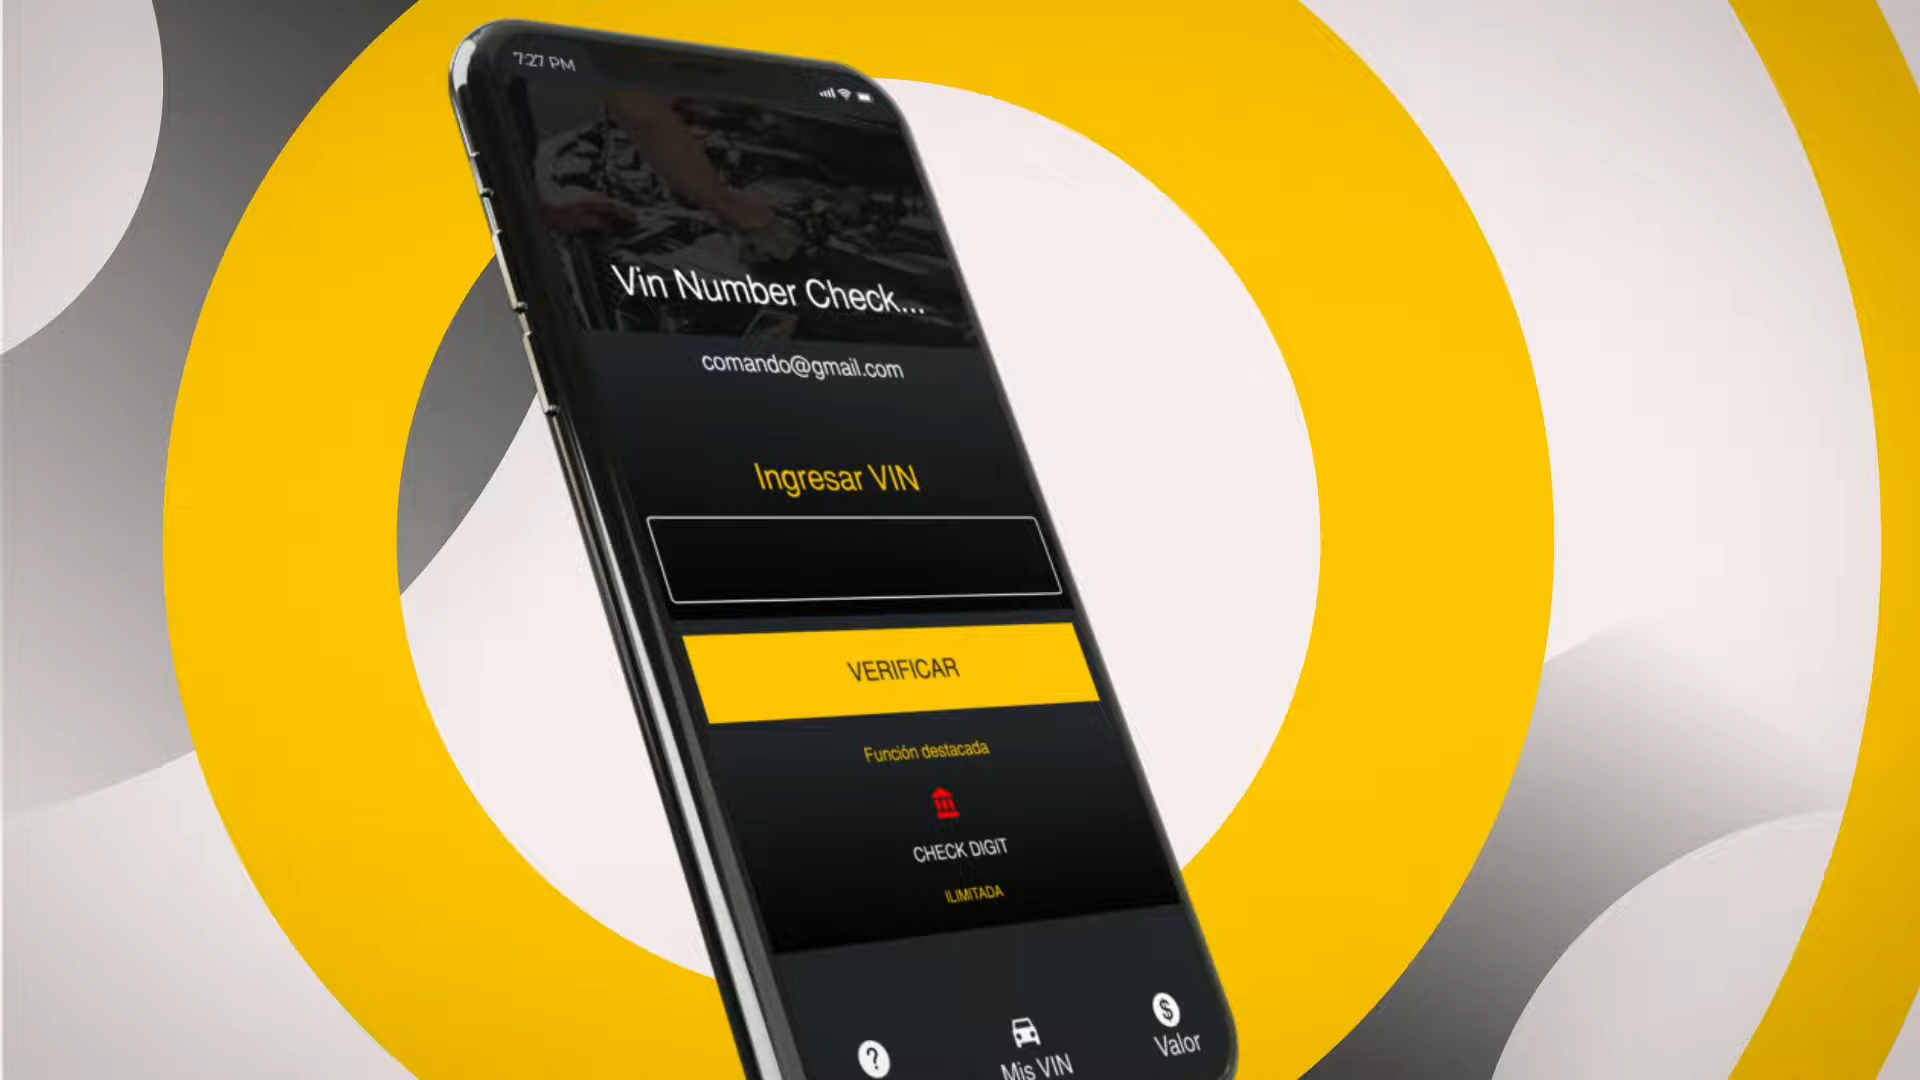 7:27 PM
Vin Number Check...
comando@gmail.com
Ingresar VIN
VERIFICAR
Función destacada
CHECK DIGIT
ILIMITADA
?
Mis VIN
$
Valor